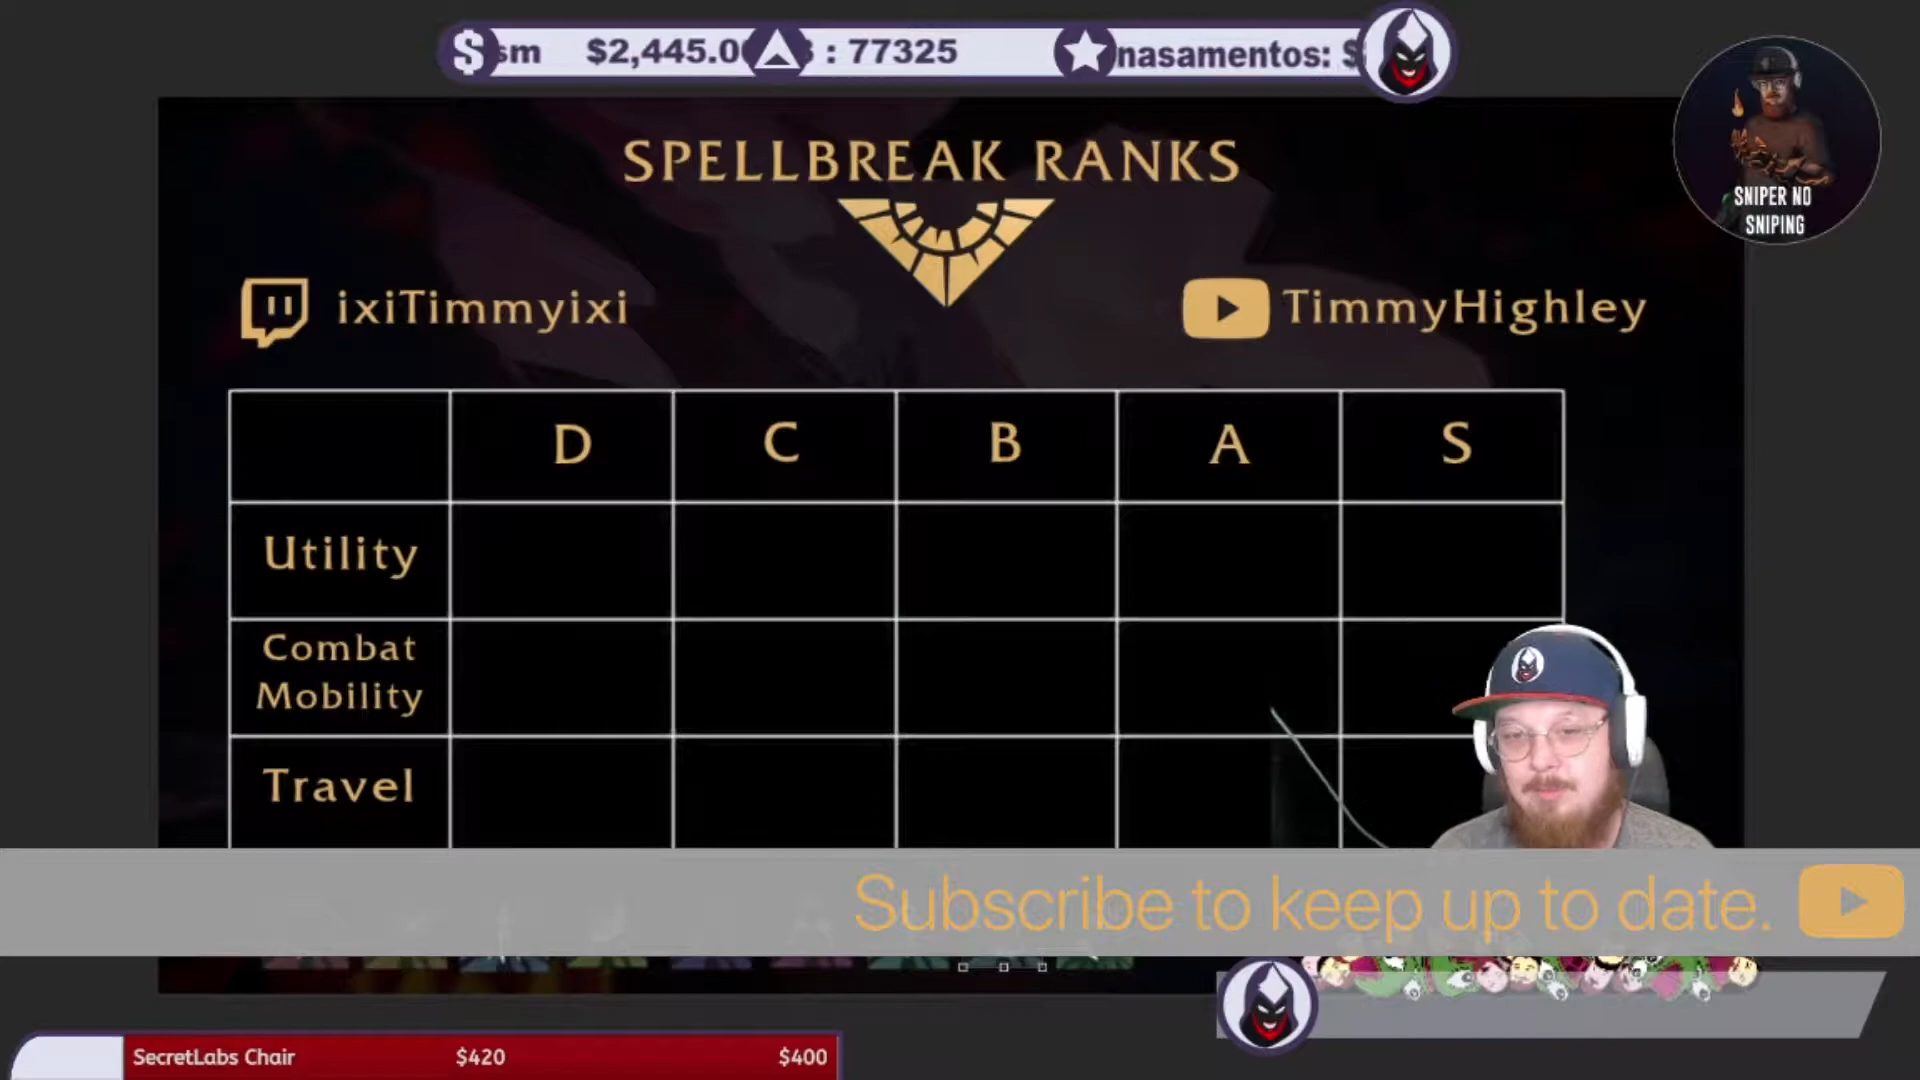 sm $2,445.0 : 77325 nasamentos: $
SPELLBREAK RANKS
SNIPER NO
SNIPING
ixiTimmyixi
TimmyHighley
D C B A S
Utility
Combat
Mobility
Travel
Subscribe to keep up to date.
SecretLabs Chair $420 $400